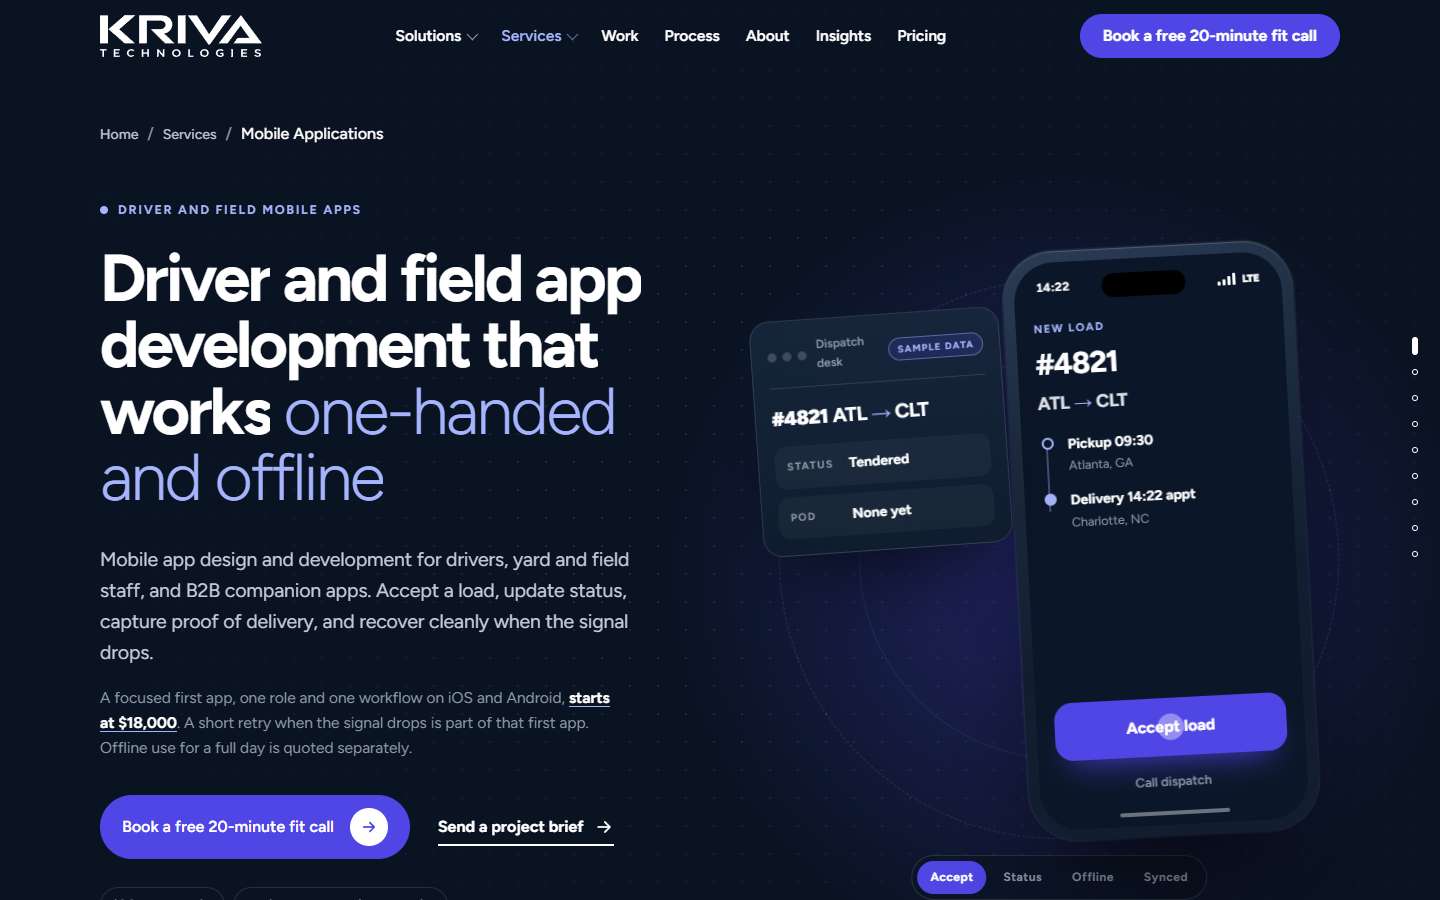 KRIVA
TECHNOLOGIES
Solutions
Services
Work
Process
About
Insights
Pricing
Book a free 20-minute fit call
Home / Services / Mobile Applications
DRIVER AND FIELD MOBILE APPS
Driver and field app
development that
works one-handed
and offline
Mobile app design and development for drivers, yard and field
staff, and B2B companion apps. Accept a load, update status,
capture proof of delivery, and recover cleanly when the signal
drops.
A focused first app, one role and one workflow on iOS and Android, starts
at $18,000. A short retry when the signal drops is part of that first app.
Offline use for a full day is quoted separately.
Book a free 20-minute fit call →
Send a project brief →
Dispatch
desk
SAMPLE DATA
#4821 ATL → CLT
STATUS Tendered
POD None yet
14:22
LTE
NEW LOAD
#4821
ATL → CLT
Pickup 09:30
Atlanta, GA
Delivery 14:22 appt
Charlotte, NC
Accept load
Call dispatch
Accept
Status
Offline
Synced